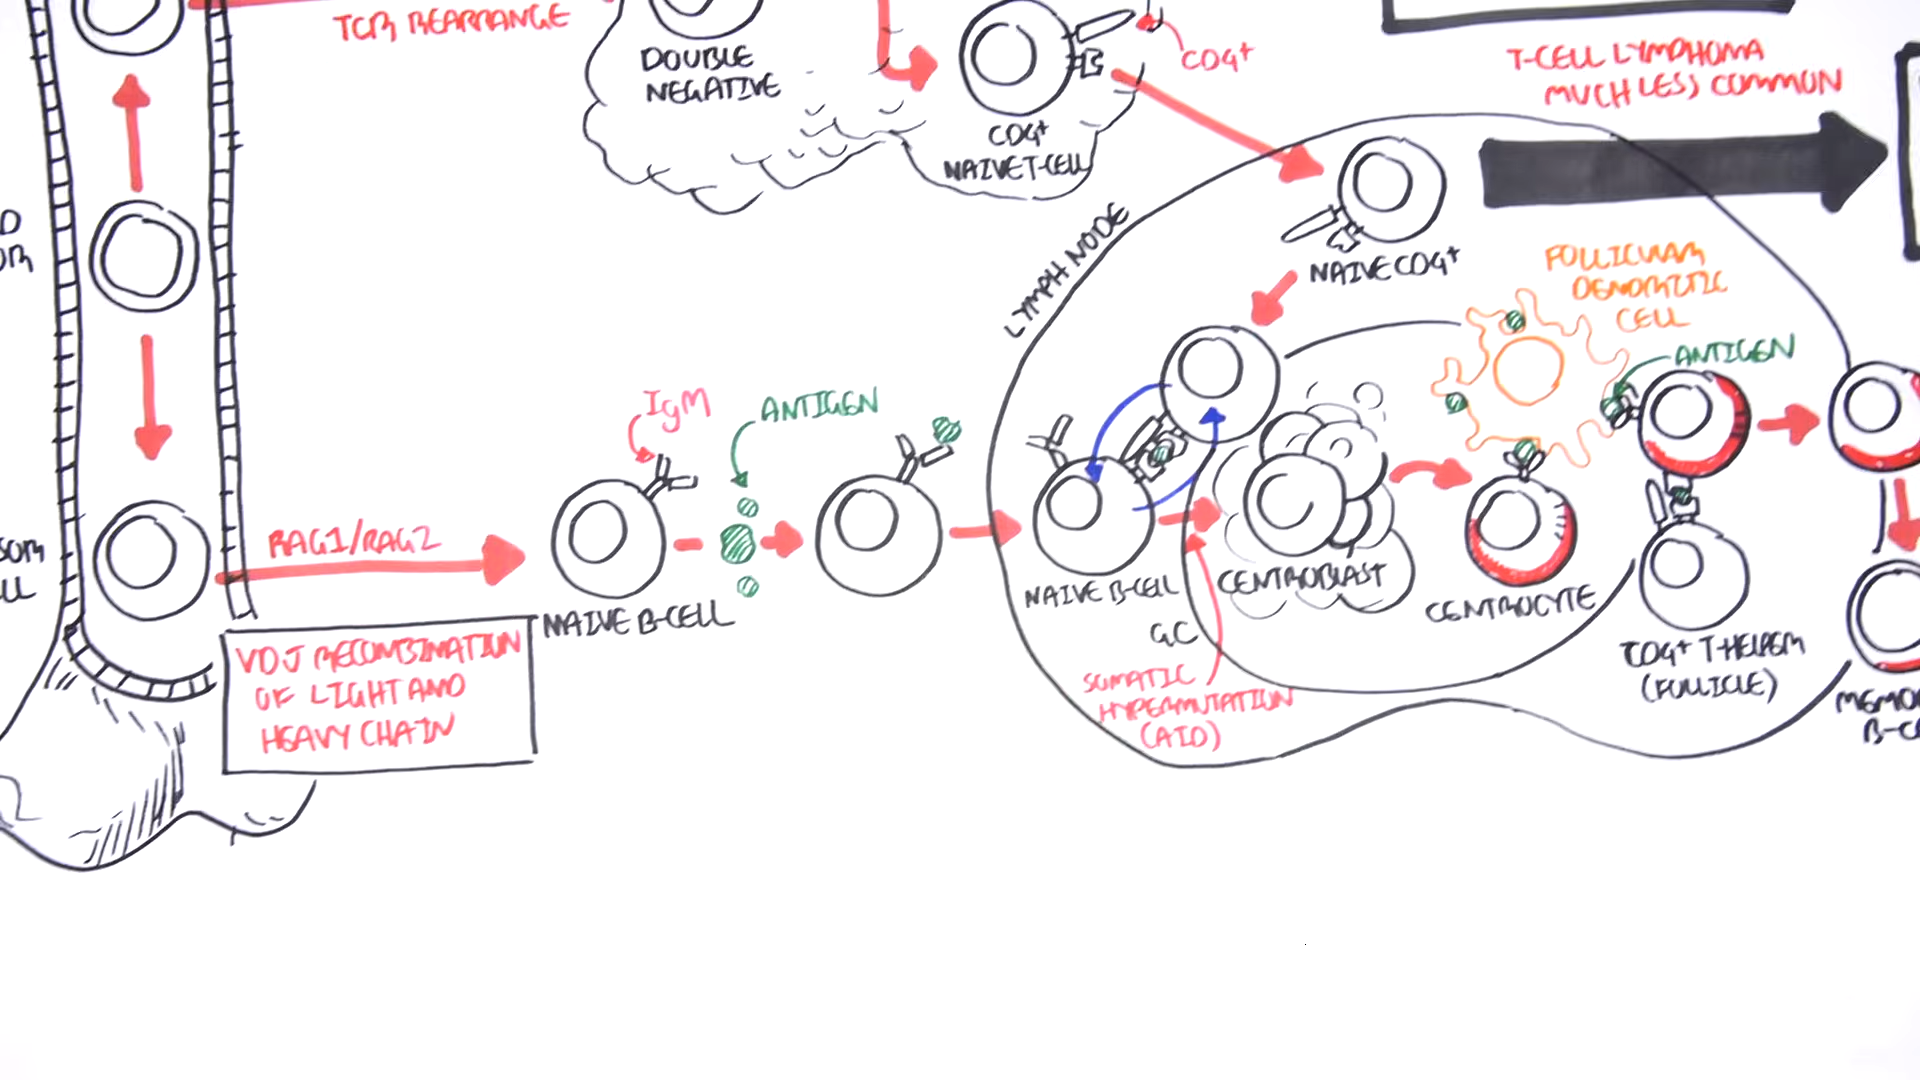 TCR REARRANGE
DOUBLE
NEGATIVE
CD4+
CD4+
NAIVE T-CELL
T-CELL LYMPHOMA
MUCH LESS COMMON
LYMPH NODE
NAIVE CD4+
FOLLICULAR
DENDRITIC
CELL
ANTIGEN
IgM
ANTIGEN
RAG1/RAG2
NAIVE B-CELL
VDJ RECOMBINATION
OF LIGHT AND
HEAVY CHAIN
NAIVE B-CELL
GC
CENTROBLAST
CENTROCYTE
SOMATIC
HYPERMUTATION
(AID)
CD4+ T-HELPER
(FOLLICLE)
MEMO
B-CE